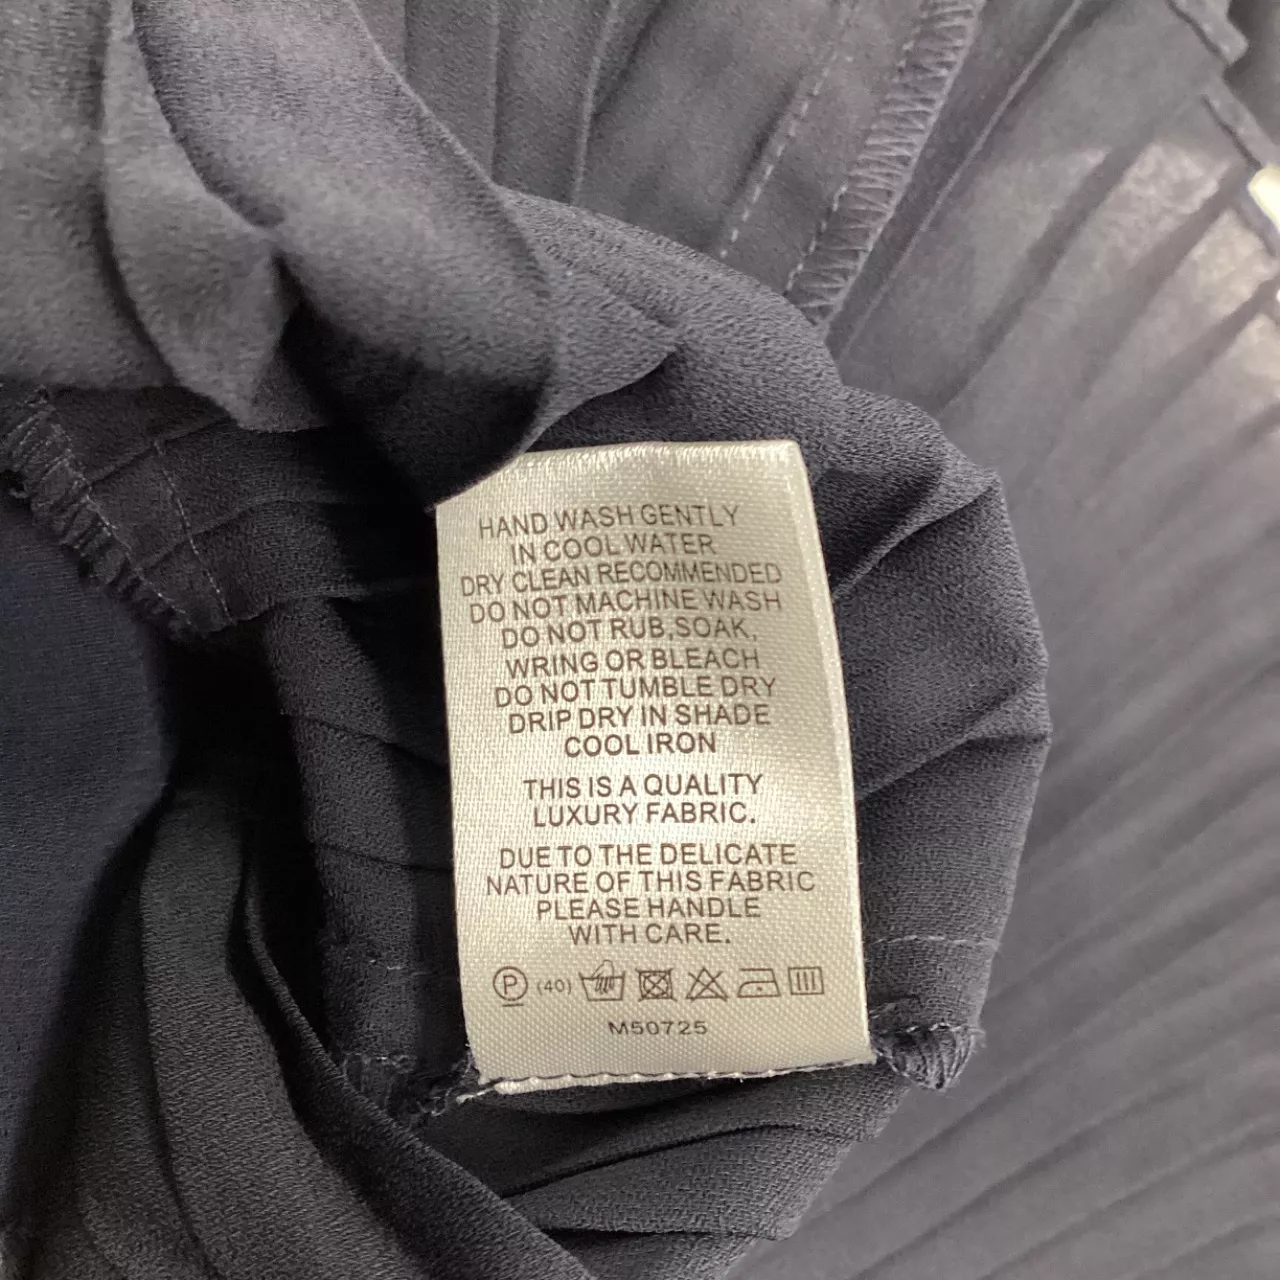 HAND WASH GENTLY
IN COOL WATER
DRY CLEAN RECOMMENDED
DO NOT MACHINE WASH
DO NOT RUB,SOAK,
WRING OR BLEACH
DO NOT TUMBLE DRY
DRIP DRY IN SHADE
COOL IRON
THIS IS A QUALITY
LUXURY FABRIC.
DUE TO THE DELICATE
NATURE OF THIS FABRIC
PLEASE HANDLE
WITH CARE.
P (40)
M50725